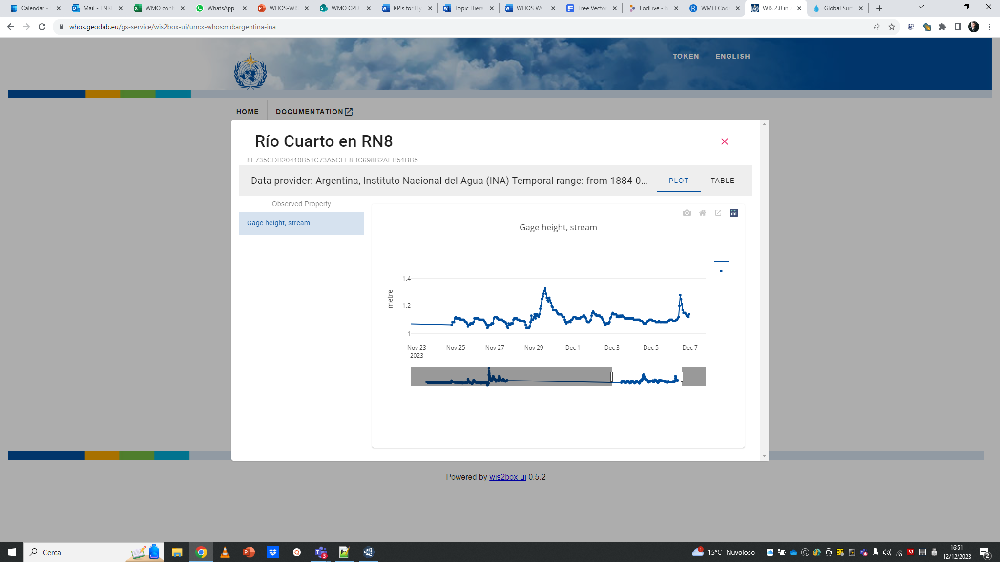 Calendar -
Mail - ENRI
WMO cont
WhatsApp
WHOS-WIS
WMO CPD
KPIs for Hy
Topic Hiera
WHOS WC
Free Vecto
LodLive - b
WMO Code
WIS 2.0 in
Global Surf
whos.geodab.eu/gs-service/wis2box-ui/urn:x-whos:md:argentina-ina
TOKEN ENGLISH
HOME DOCUMENTATION
Río Cuarto en RN8
8F735CDB20410B51C73A5CFF8BC698B2AFB51BB5
Data provider: Argentina, Instituto Nacional del Agua (INA) Temporal range: from 1884-0...
PLOT TABLE
Observed Property
Gage height, stream
Gage height, stream
metre
1.4
1.2
1
Nov 23 Nov 25 Nov 27 Nov 29 Dec 1 Dec 3 Dec 5 Dec 7
2023
Powered by wis2box-ui 0.5.2
Cerca
3
1
15°C Nuvoloso
16:51
12/12/2023
2